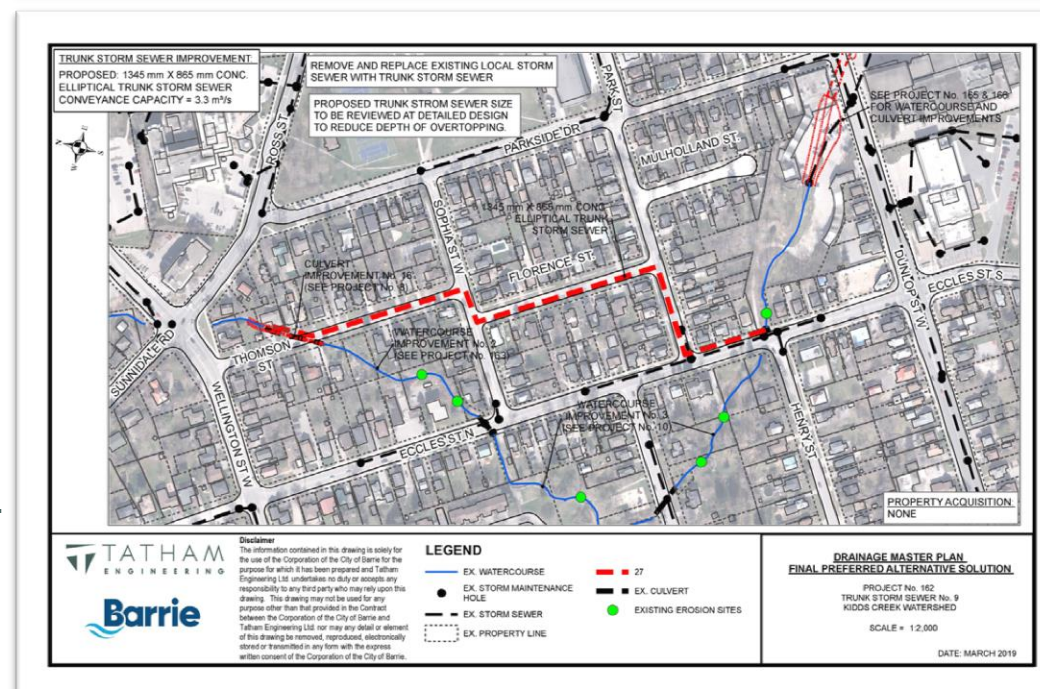 TRUNK STORM SEWER IMPROVEMENT
PROPOSED: 1345 mm X 865 mm CONC.
ELLIPTICAL TRUNK STORM SEWER
CONVEYANCE CAPACITY = 3.3 m³/s
REMOVE AND REPLACE EXISTING LOCAL STORM
SEWER WITH TRUNK STORM SEWER
PROPOSED TRUNK STROM SEWER SIZE
TO BE REVIEWED AT DETAILED DESIGN
TO REDUCE DEPTH OF OVERTOPPING.
SEE PROJECT No. 165 & 166
FOR WATERCOURSE AND
CULVERT IMPROVEMENTS
ROSS ST
PARK ST
PARKSIDE DR
MULHOLLAND ST
SOPHIA ST W
1345 mm X 865 mm CONC.
ELLIPTICAL TRUNK
STORM SEWER
FLORENCE ST
CULVERT
IMPROVEMENT No. 16
(SEE PROJECT No. 8)
DUNLOP ST W
ECCLES ST S
SUNNIDALE RD
THOMSON
ST
WATERCOURSE
IMPROVEMENT No. 2
(SEE PROJECT No. 163)
WELLINGTON ST W
WATERCOURSE
IMPROVEMENT No. 3
(SEE PROJECT No. 10)
ECCLES ST N
HENRY ST
PROPERTY ACQUISITION:
NONE
TATHAM
ENGINEERING
Barrie
Disclaimer
The information contained in this drawing is solely for
the use of the Corporation of the City of Barrie for the
purpose for which it has been prepared and Tatham
Engineering Ltd. undertakes no duty or accepts any
responsibility to any third party who may rely upon this
drawing. This drawing may not be used for any
purpose other than that provided in the Contract
between the Corporation of the City of Barrie and
Tatham Engineering Ltd. nor may any detail or element
of this drawing be removed, reproduced, electronically
stored or transmitted in any form with the express
written consent of the Corporation of the City of Barrie.
LEGEND
EX. WATERCOURSE
EX. STORM MAINTENANCE
HOLE
EX. STORM SEWER
EX. PROPERTY LINE
27
EX. CULVERT
EXISTING EROSION SITES
DRAINAGE MASTER PLAN
FINAL PREFERRED ALTERNATIVE SOLUTION
PROJECT No. 162
TRUNK STORM SEWER No. 9
KIDDS CREEK WATERSHED
SCALE = 1:2,000
DATE: MARCH 2019